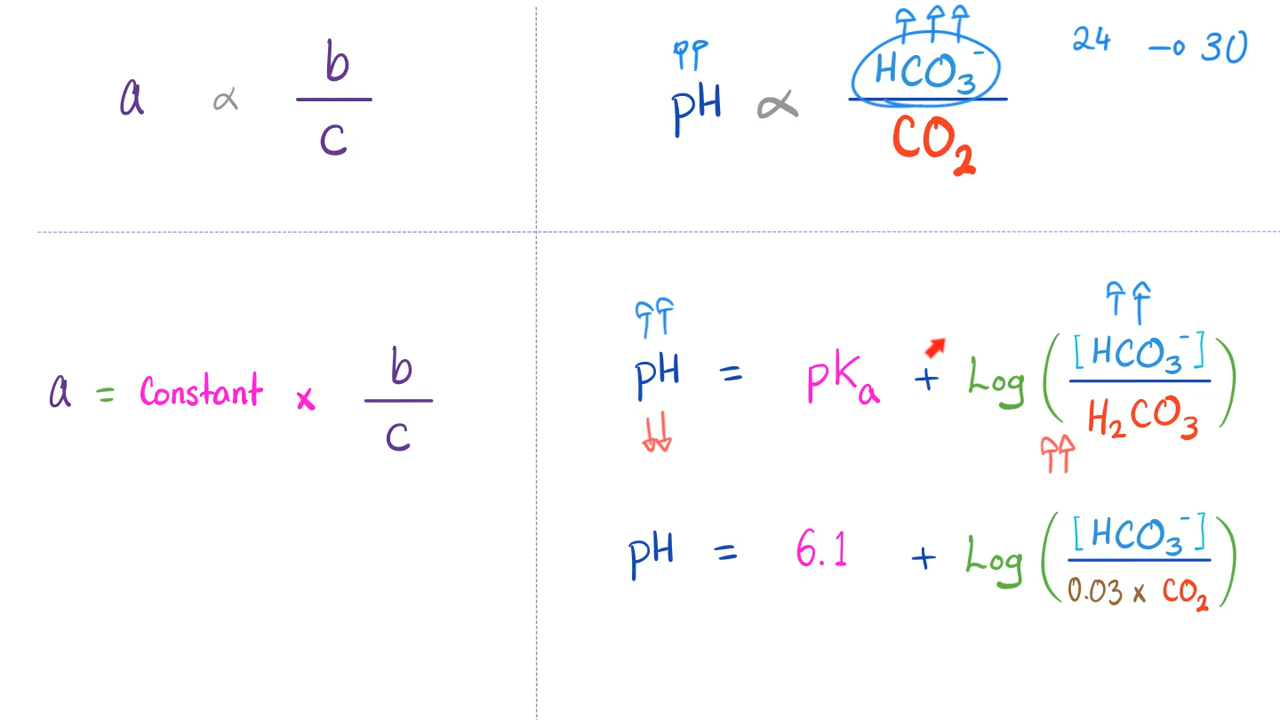 a ∝ b/c
↑↑
pH ∝ HCO₃⁻/CO₂
↑↑↑
24 → 30
a = Constant x b/c
↑↑ ↑↑
pH = pKₐ + Log ([HCO₃⁻]/H₂CO₃)
↓↓ ↑↑
pH = 6.1 + Log ([HCO₃⁻]/0.03 x CO₂)